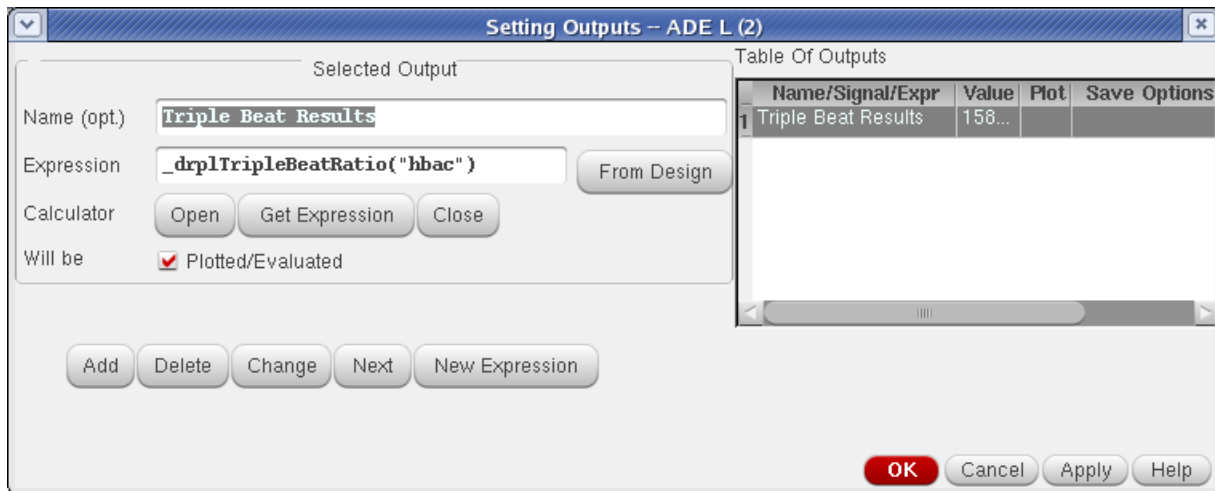 Setting Outputs -- ADE L (2)
Selected Output
Name (opt.) Triple Beat Results
Expression _drplTripleBeatRatio("hbac") From Design
Calculator Open Get Expression Close
Will be Plotted/Evaluated
Add Delete Change Next New Expression
Table Of Outputs
Name/Signal/Expr Value Plot Save Options
1 Triple Beat Results 158...
OK Cancel Apply Help